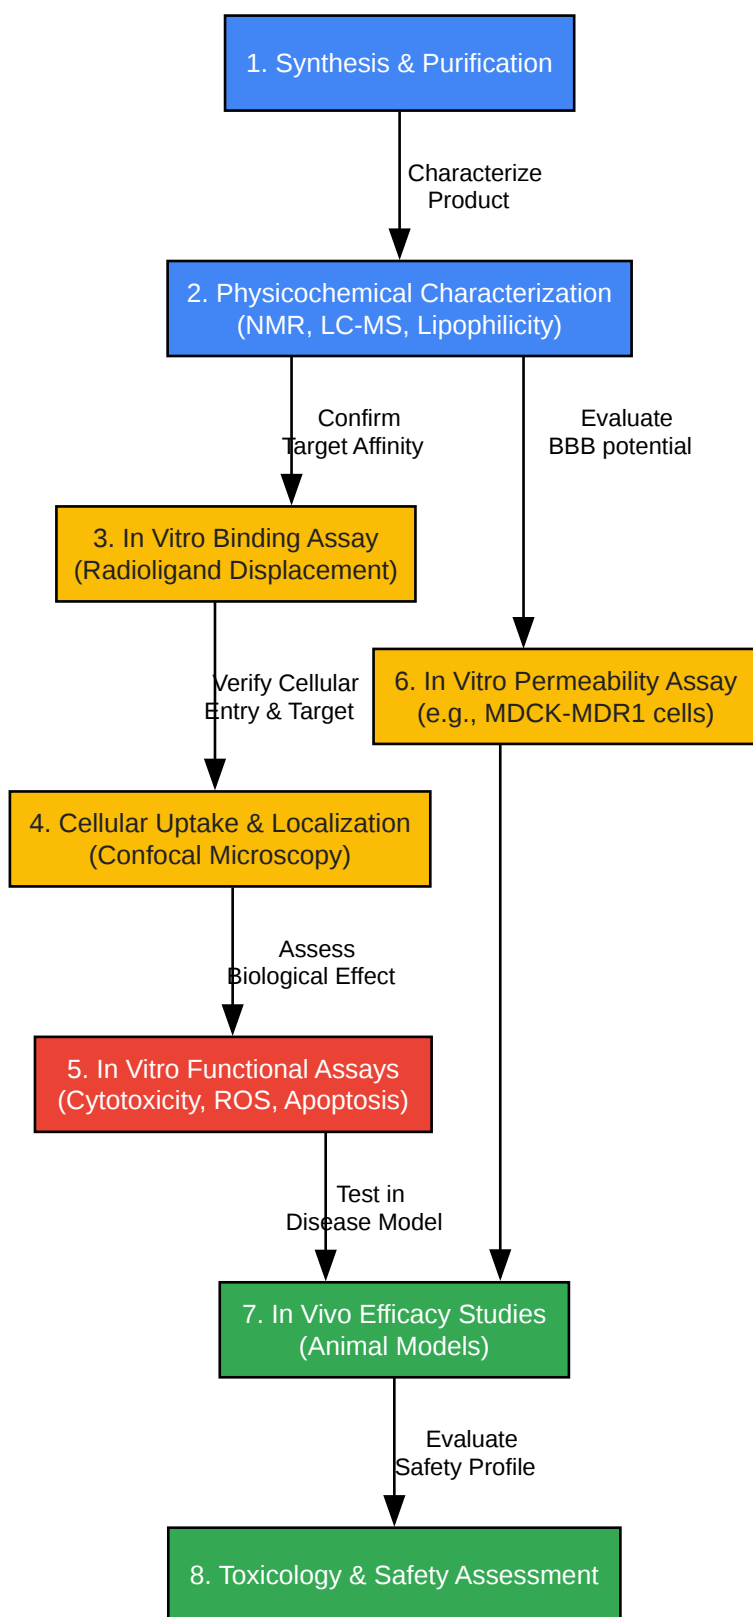 1. Synthesis & Purification
Characterize
Product
2. Physicochemical Characterization
(NMR, LC-MS, Lipophilicity)
Confirm
Target Affinity
Evaluate
BBB potential
3. In Vitro Binding Assay
(Radioligand Displacement)
Verify Cellular
Entry & Target
6. In Vitro Permeability Assay
(e.g., MDCK-MDR1 cells)
4. Cellular Uptake & Localization
(Confocal Microscopy)
Assess
Biological Effect
5. In Vitro Functional Assays
(Cytotoxicity, ROS, Apoptosis)
Test in
Disease Model
7. In Vivo Efficacy Studies
(Animal Models)
Evaluate
Safety Profile
8. Toxicology & Safety Assessment